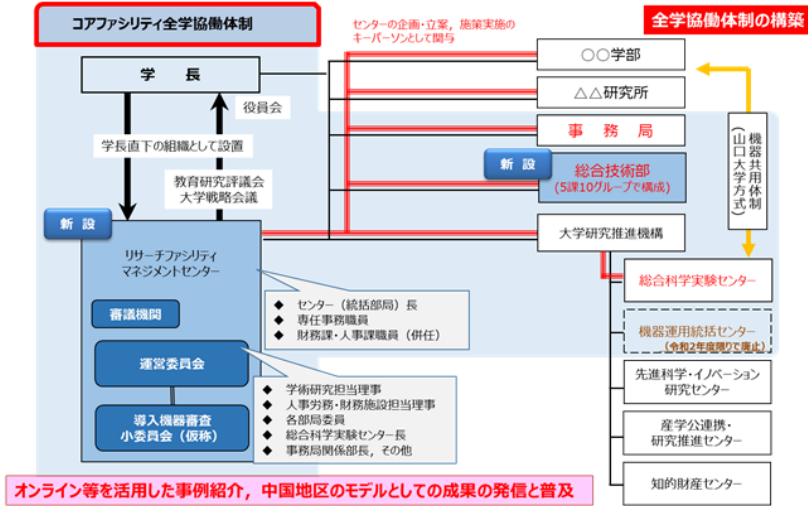 コアファシリティ全学協働体制
センターの企画・立案，施策実施の
キーパーソンとして関与
全学協働体制の構築
学　長
役員会
学長直下の組織として設置
教育研究評議会
大学戦略会議
新 設
リサーチファシリティ
マネジメントセンター
審議機関
運営委員会
導入機器審査
小委員会（仮称）
◆ センター（統括部局）長
◆ 専任事務職員
◆ 財務課・人事課職員（併任）
◆ 学術研究担当理事
◆ 人事労務・財務施設担当理事
◆ 各部局委員
◆ 総合科学実験センター長
◆ 事務局関係部長，その他
〇〇学部
△△研究所
事　務　局
新 設
総合技術部
(5課10グループで構成)
大学研究推進機構
機器共用体制
(山口大学方式)
総合科学実験センター
機器運用統括センター
(令和2年度限りで廃止)
先進科学・イノベーション
研究センター
産学公連携・
研究推進センター
知的財産センター
オンライン等を活用した事例紹介，中国地区のモデルとしての成果の発信と普及